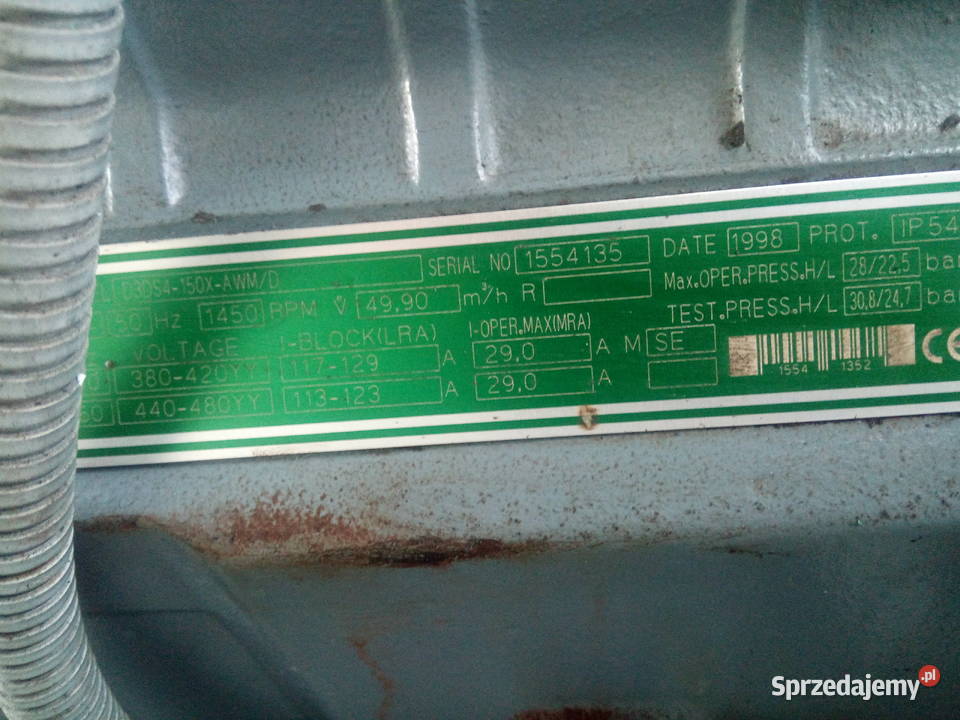 D3DS4-150X-AWM/D SERIAL NO 1554135 DATE 1998 PROT. IP54
50 Hz 1450 RPM V 49,90 m³/h R Max.OPER.PRESS.H/L 28/22,5 bar
TEST.PRESS.H/L 30,8/24,7 bar
VOLTAGE I-BLOCK(LRA) I-OPER.MAX(MRA)
380-420YY 117-129 A 29,0 A M SE
440-480YY 113-123 A 29,0 A
1554 1352 CE
Sprzedajemy.pl